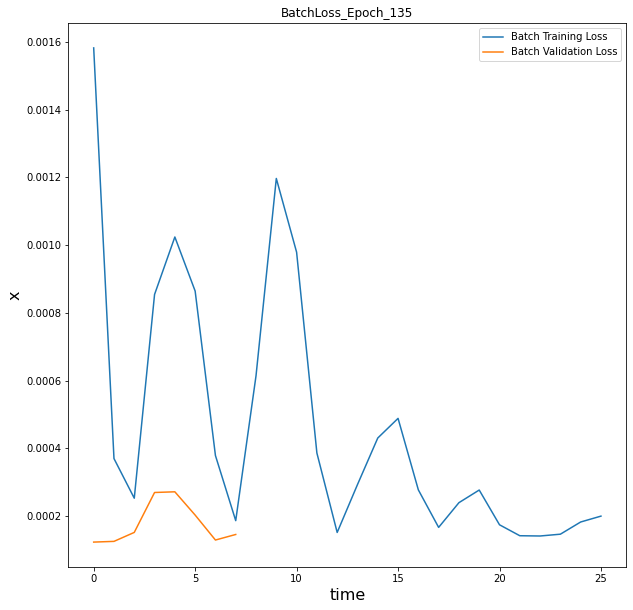 BatchLoss_Epoch_135
Batch Training Loss
Batch Validation Loss
0.0016
0.0014
0.0012
0.0010
0.0008
0.0006
0.0004
0.0002
x
0 5 10 15 20 25
time